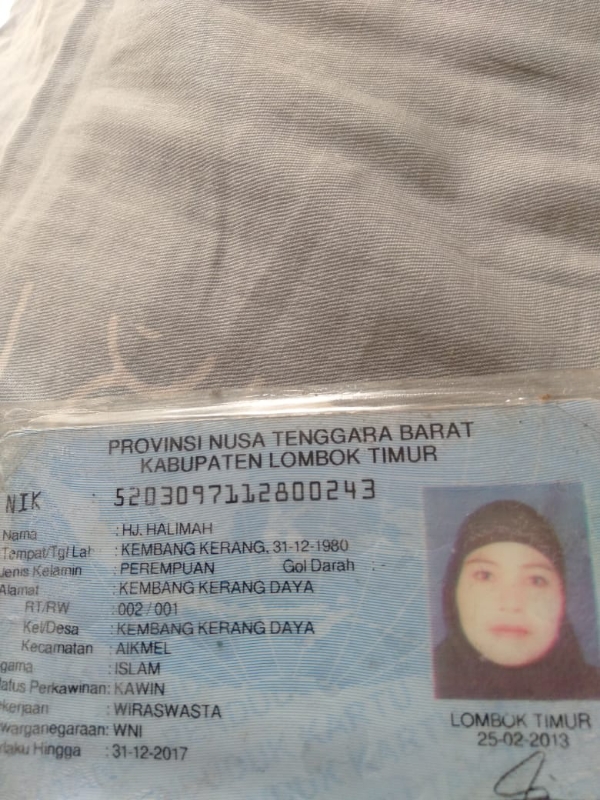 PROVINSI NUSA TENGGARA BARAT
KABUPATEN LOMBOK TIMUR
NIK : 5203097112800243
Nama : HJ. HALIMAH
Tempat/Tgl Lahir : KEMBANG KERANG, 31-12-1980
Jenis Kelamin : PEREMPUAN Gol Darah :
Alamat : KEMBANG KERANG DAYA
RT/RW : 002 / 001
Kel/Desa : KEMBANG KERANG DAYA
Kecamatan : AIKMEL
gama : ISLAM
atus Perkawinan: KAWIN
kerjaan : WIRASWASTA
warganegaraan: WNI
rlaku Hingga : 31-12-2017
LOMBOK TIMUR
25-02-2013